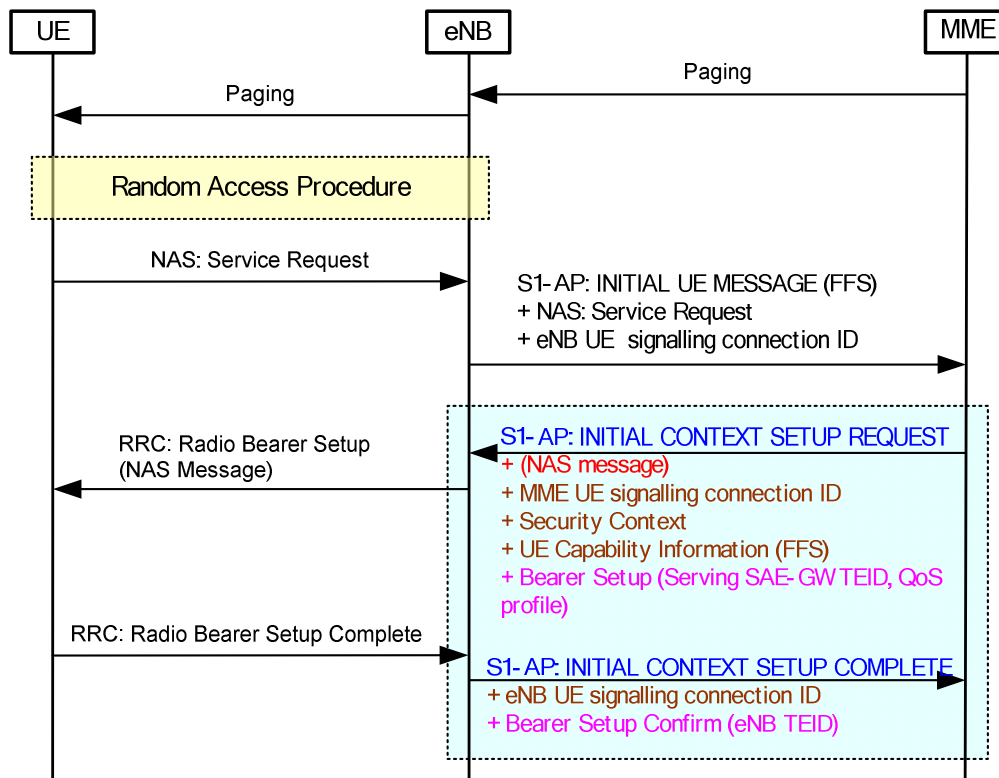 UE
eNB
MME
Paging
Paging
Random Access Procedure
NAS: Service Request
S1-AP: INITIAL UE MESSAGE (FFS)
+ NAS: Service Request
+ eNB UE signalling connection ID
RRC: Radio Bearer Setup
(NAS Message)
S1-AP: INITIAL CONTEXT SETUP REQUEST
+ (NAS message)
+ MME UE signalling connection ID
+ Security Context
+ UE Capability Information (FFS)
+ Bearer Setup (Serving SAE-GW TEID, QoS
profile)
RRC: Radio Bearer Setup Complete
S1-AP: INITIAL CONTEXT SETUP COMPLETE
+ eNB UE signalling connection ID
+ Bearer Setup Confirm (eNB TEID)